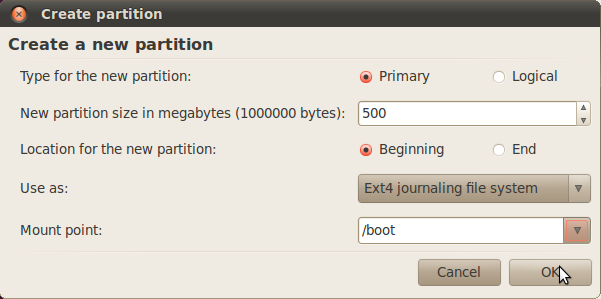 Create partition
Create a new partition
Type for the new partition: Primary Logical
New partition size in megabytes (1000000 bytes): 500
Location for the new partition: Beginning End
Use as: Ext4 journaling file system
Mount point: /boot
Cancel OK